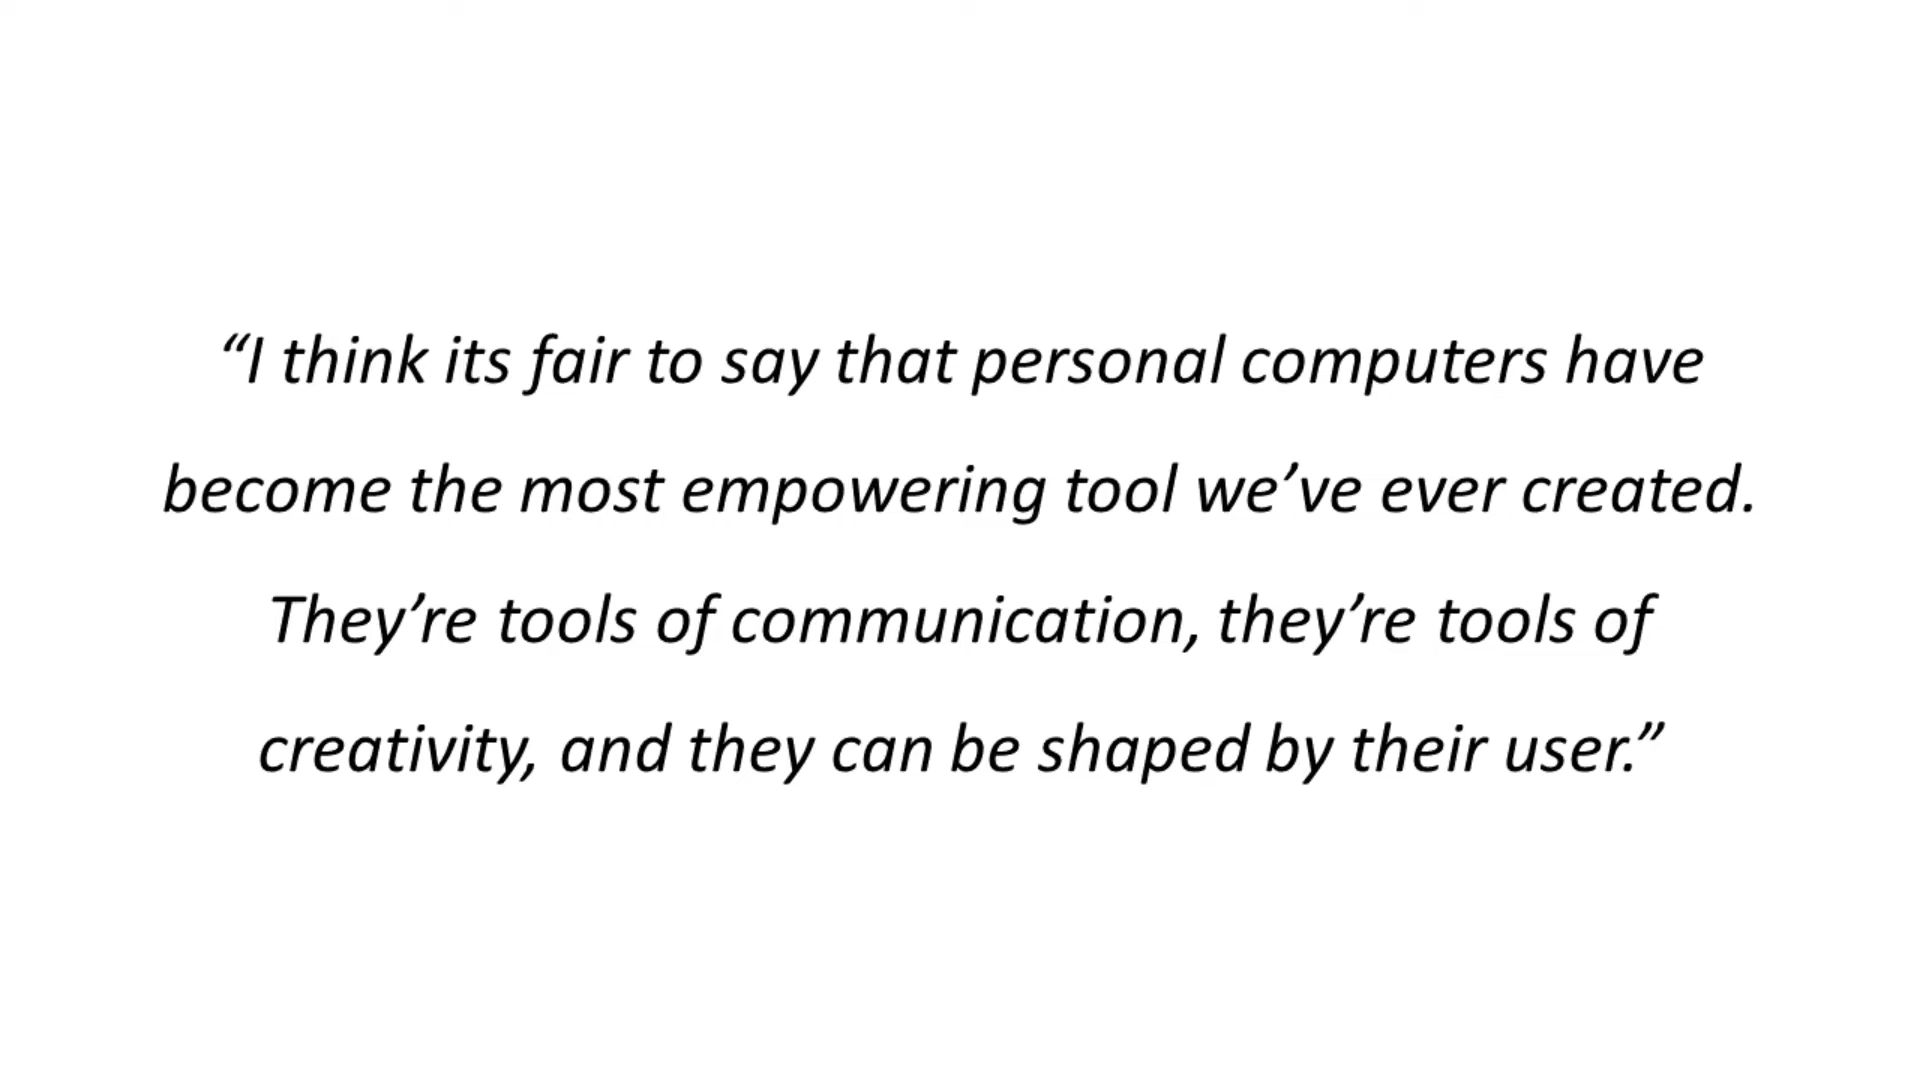 “I think its fair to say that personal computers have
become the most empowering tool we’ve ever created.
They’re tools of communication, they’re tools of
creativity, and they can be shaped by their user.”